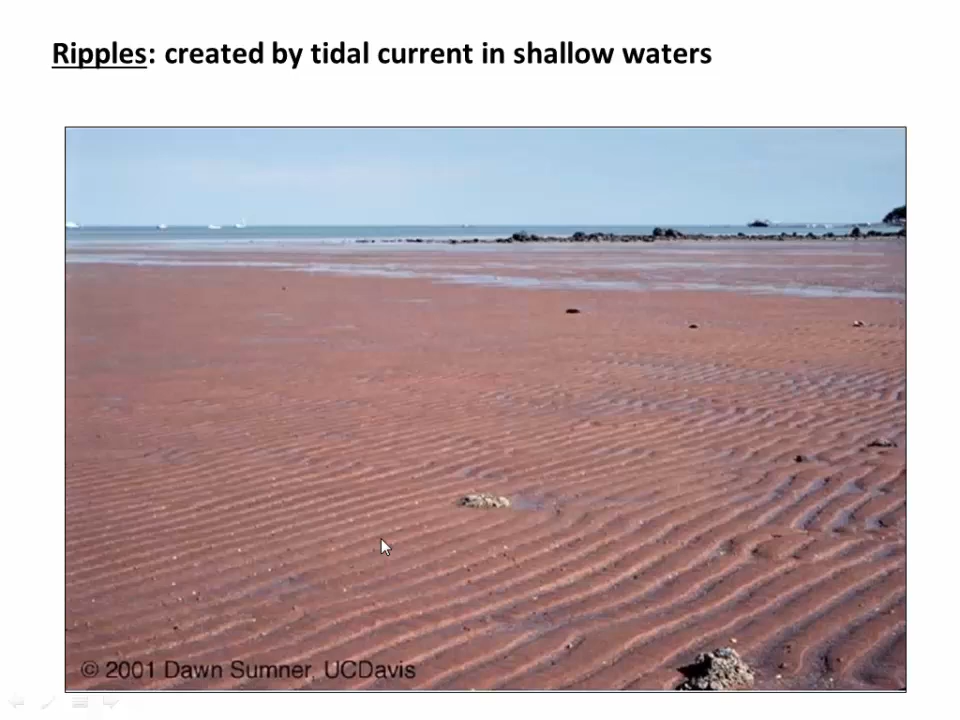 Ripples: created by tidal current in shallow waters
© 2001 Dawn Sumner, UCDavis